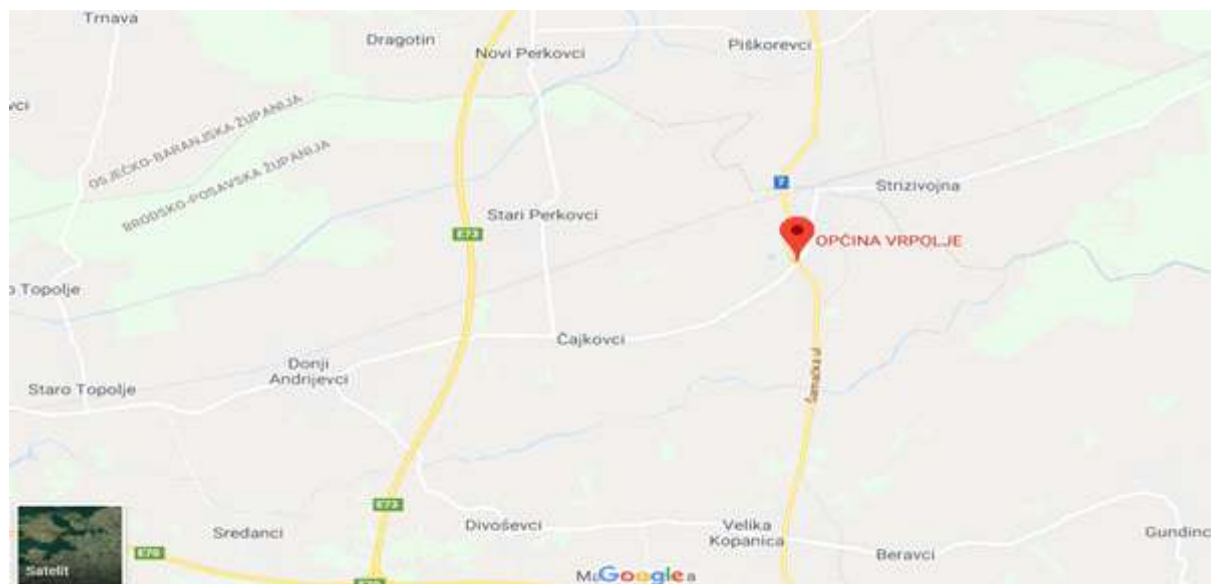 Trnava
Dragotin
Novi Perkovci
Piškorevci
vci
OSJEČKO-BARANJSKA ŽUPANIJA
BRODSKO-POSAVSKA ŽUPANIJA
7
Strizivojna
Stari Perkovci
E73
OPĆINA VRPOLJE
o Topolje
Čajkovci
Donji
Andrijevci
Staro Topolje
E73
Sredanci
Divoševci
Velika
Kopanica
Gundinc
E70
Beravci
Satelit
Google